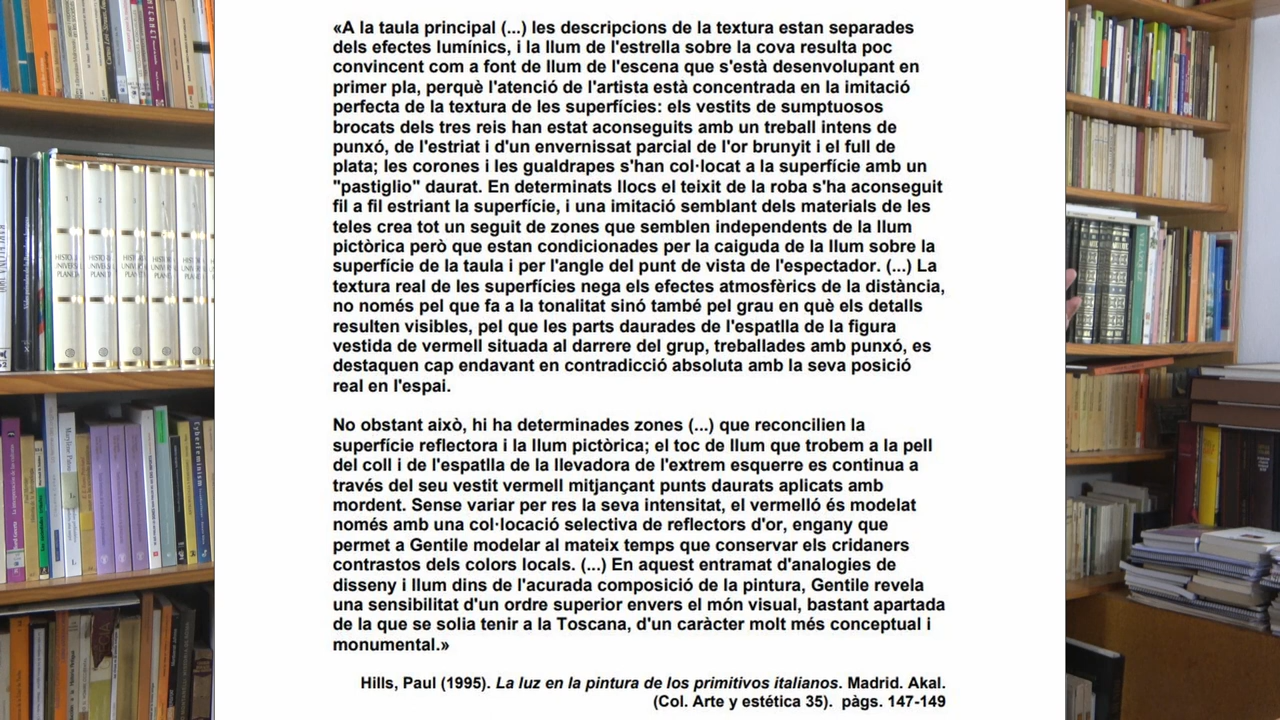 «A la taula principal (...) les descripcions de la textura estan separades
dels efectes lumínics, i la llum de l'estrella sobre la cova resulta poc
convincent com a font de llum de l'escena que s'està desenvolupant en
primer pla, perquè l'atenció de l'artista està concentrada en la imitació
perfecta de la textura de les superfícies: els vestits de sumptuosos
brocats dels tres reis han estat aconseguits amb un treball intens de
punxó, de l'estriat i d'un envernissat parcial de l'or brunyit i el full de
plata; les corones i les gualdrapes s'han col·locat a la superfície amb un
"pastiglio" daurat. En determinats llocs el teixit de la roba s'ha aconseguit
fil a fil estriant la superfície, i una imitació semblant dels materials de les
teles crea tot un seguit de zones que semblen independents de la llum
pictòrica però que estan condicionades per la caiguda de la llum sobre la
superfície de la taula i per l'angle del punt de vista de l'espectador. (...) La
textura real de les superfícies nega els efectes atmosfèrics de la distància,
no només pel que fa a la tonalitat sinó també pel grau en què els detalls
resulten visibles, pel que les parts daurades de l'espatlla de la figura
vestida de vermell situada al darrere del grup, treballades amb punxó, es
destaquen cap endavant en contradicció absoluta amb la seva posició
real en l'espai.
No obstant això, hi ha determinades zones (...) que reconcilien la
superfície reflectora i la llum pictòrica; el toc de llum que trobem a la pell
del coll i de l'espatlla de la llevadora de l'extrem esquerre es continua a
través del seu vestit vermell mitjançant punts daurats aplicats amb
mordent. Sense variar per res la seva intensitat, el vermelló és modelat
només amb una col·locació selectiva de reflectors d'or, engany que
permet a Gentile modelar al mateix temps que conservar els cridaners
contrastos dels colors locals. (...) En aquest entramat d'analogies de
disseny i llum dins de l'acurada composició de la pintura, Gentile revela
una sensibilitat d'un ordre superior envers el món visual, bastant apartada
de la que se solia tenir a la Toscana, d'un caràcter molt més conceptual i
monumental.»
Hills, Paul (1995). La luz en la pintura de los primitivos italianos. Madrid. Akal.
(Col. Arte y estética 35). pàgs. 147-149